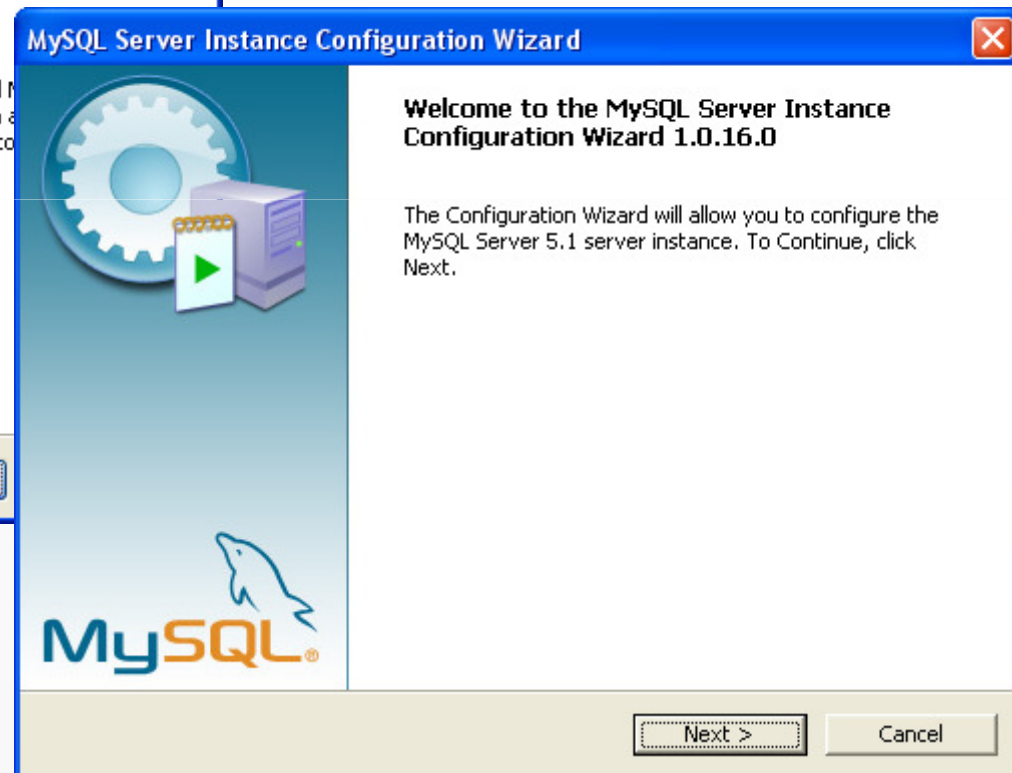 MySQL Server Instance Configuration Wizard
Welcome to the MySQL Server Instance
Configuration Wizard 1.0.16.0
The Configuration Wizard will allow you to configure the
MySQL Server 5.1 server instance. To Continue, click
Next.
MySQL®
Next >
Cancel